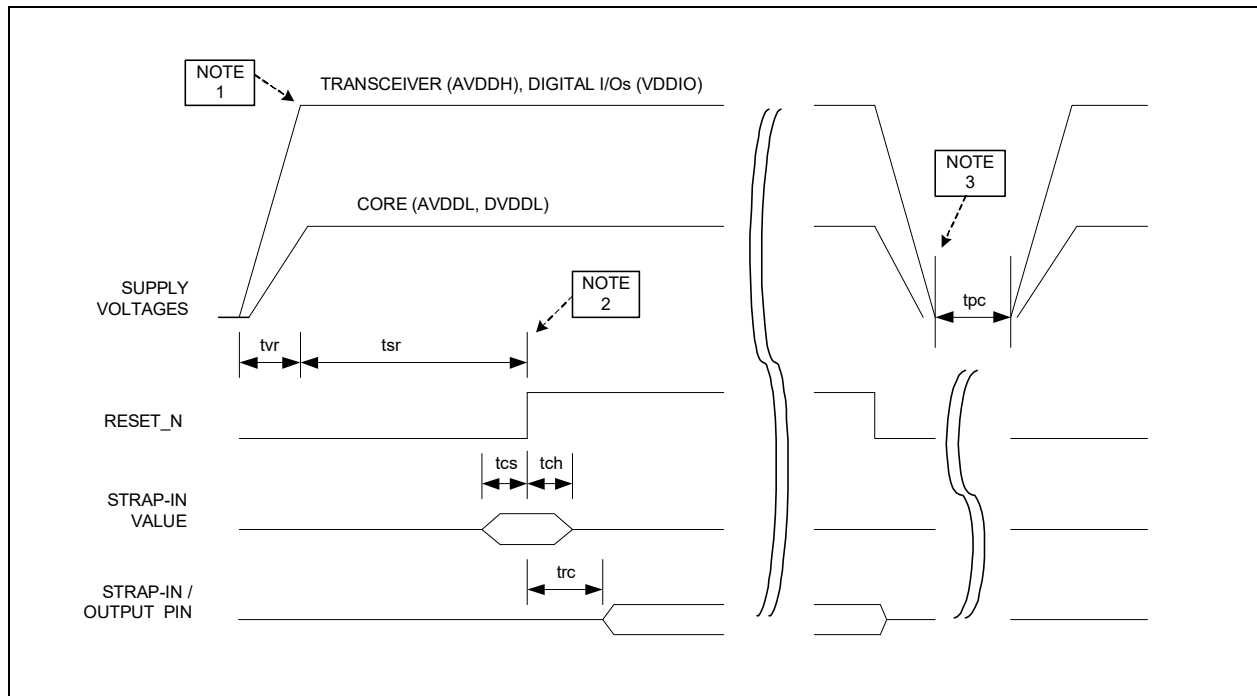 NOTE
1
TRANSCEIVER (AVDDH), DIGITAL I/Os (VDDIO)
NOTE
3
CORE (AVDDL, DVDDL)
SUPPLY
VOLTAGES
NOTE
2
tpc
tvr
tsr
RESET_N
tcs
tch
STRAP-IN
VALUE
trc
STRAP-IN /
OUTPUT PIN